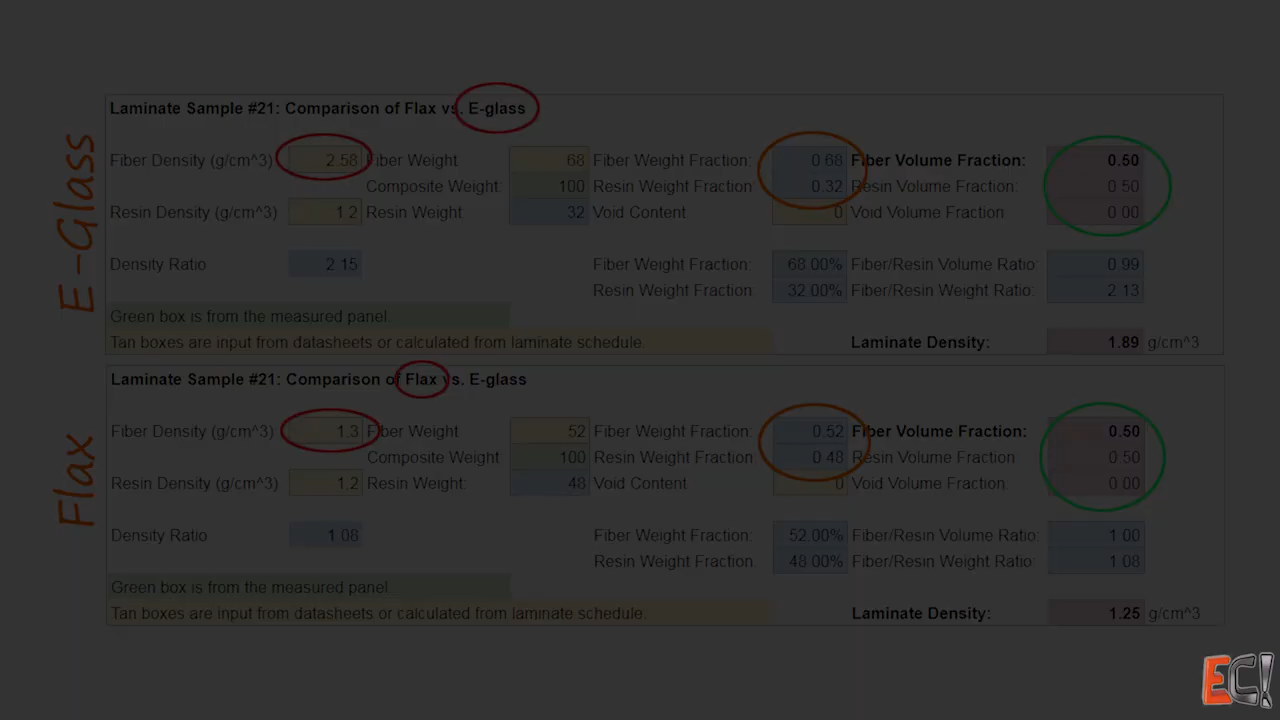 E-Glass
Laminate Sample #21: Comparison of Flax vs. E-glass
Fiber Density (g/cm^3) 2.58 Fiber Weight 68 Fiber Weight Fraction: 0.68 Fiber Volume Fraction: 0.50
Composite Weight: 100 Resin Weight Fraction: 0.32 Resin Volume Fraction: 0.50
Resin Density (g/cm^3) 1.2 Resin Weight 32 Void Content 0 Void Volume Fraction 0.00
Density Ratio 2.15 Fiber Weight Fraction: 68.00% Fiber/Resin Volume Ratio: 0.99
Resin Weight Fraction: 32.00% Fiber/Resin Weight Ratio: 2.13
Green box is from the measured panel.
Tan boxes are input from datasheets or calculated from laminate schedule. Laminate Density: 1.89 g/cm^3
Flax
Laminate Sample #21: Comparison of Flax vs. E-glass
Fiber Density (g/cm^3) 1.3 Fiber Weight 52 Fiber Weight Fraction: 0.52 Fiber Volume Fraction: 0.50
Composite Weight 100 Resin Weight Fraction 0.48 Resin Volume Fraction: 0.50
Resin Density (g/cm^3) 1.2 Resin Weight: 48 Void Content 0 Void Volume Fraction: 0.00
Density Ratio 1.08 Fiber Weight Fraction: 52.00% Fiber/Resin Volume Ratio: 1.00
Resin Weight Fraction 48.00% Fiber/Resin Weight Ratio: 1.08
Green box is from the measured panel
Tan boxes are input from datasheets or calculated from laminate schedule. Laminate Density: 1.25 g/cm^3
EC!